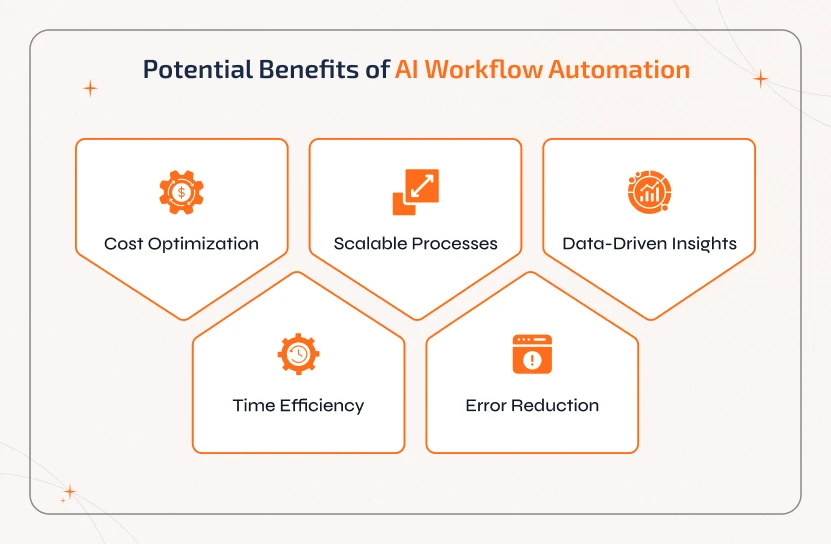 Potential Benefits of AI Workflow Automation
Cost Optimization
Scalable Processes
Data-Driven Insights
Time Efficiency
Error Reduction